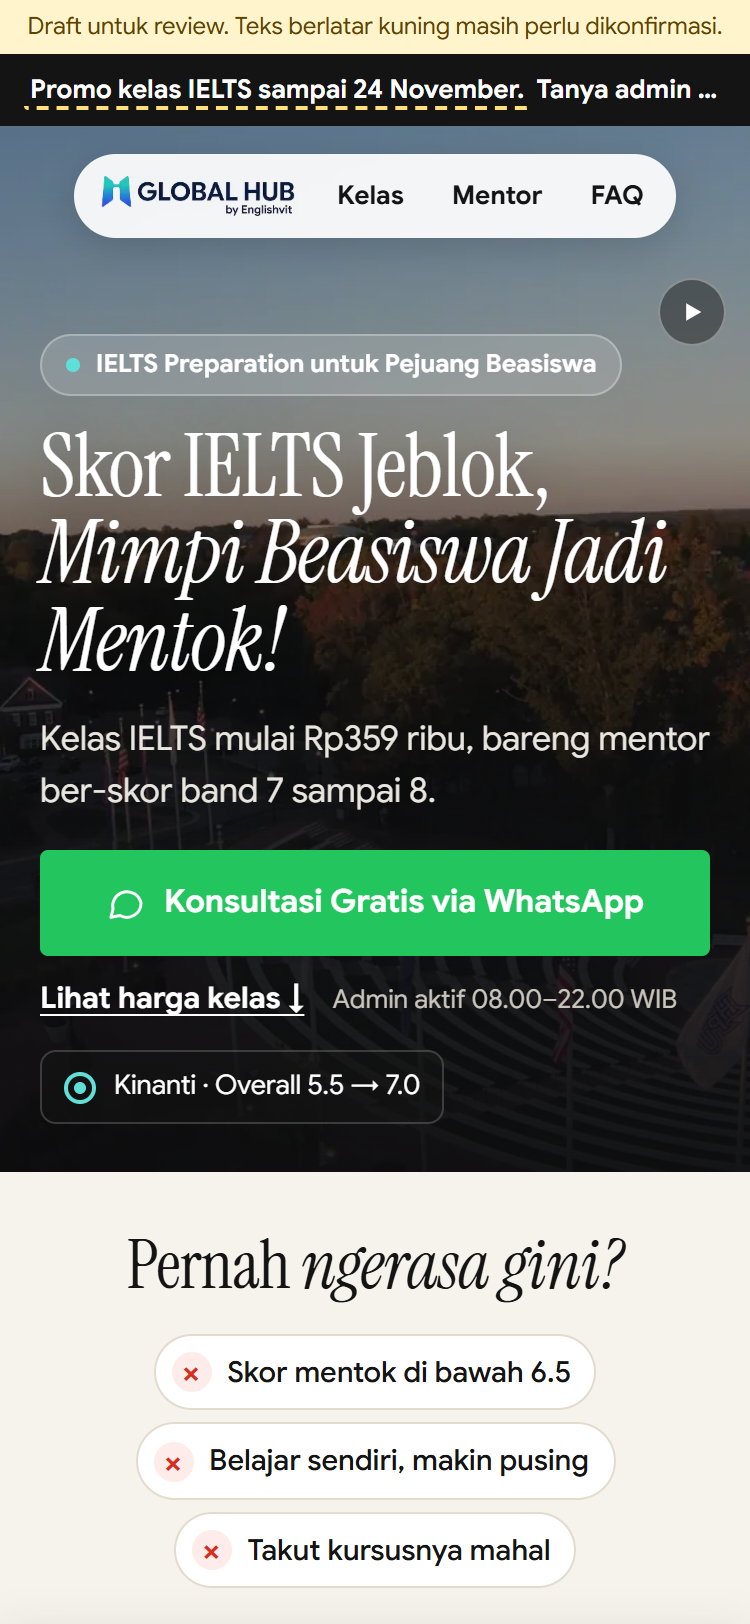 Draft untuk review. Teks berlatar kuning masih perlu dikonfirmasi.
Promo kelas IELTS sampai 24 November. Tanya admin ...
GLOBAL HUB
by Englishvit
Kelas Mentor FAQ
IELTS Preparation untuk Pejuang Beasiswa
Skor IELTS Jeblok,
Mimpi Beasiswa Jadi
Mentok!
Kelas IELTS mulai Rp359 ribu, bareng mentor
ber-skor band 7 sampai 8.
Konsultasi Gratis via WhatsApp
Lihat harga kelas ↓ Admin aktif 08.00–22.00 WIB
Kinanti · Overall 5.5 → 7.0
Pernah ngerasa gini?
Skor mentok di bawah 6.5
Belajar sendiri, makin pusing
Takut kursusnya mahal